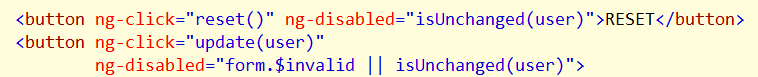 <button ng-click="reset()" ng-disabled="isUnchanged(user)">RESET</button>
<button ng-click="update(user)"
ng-disabled="form.$invalid || isUnchanged(user)">